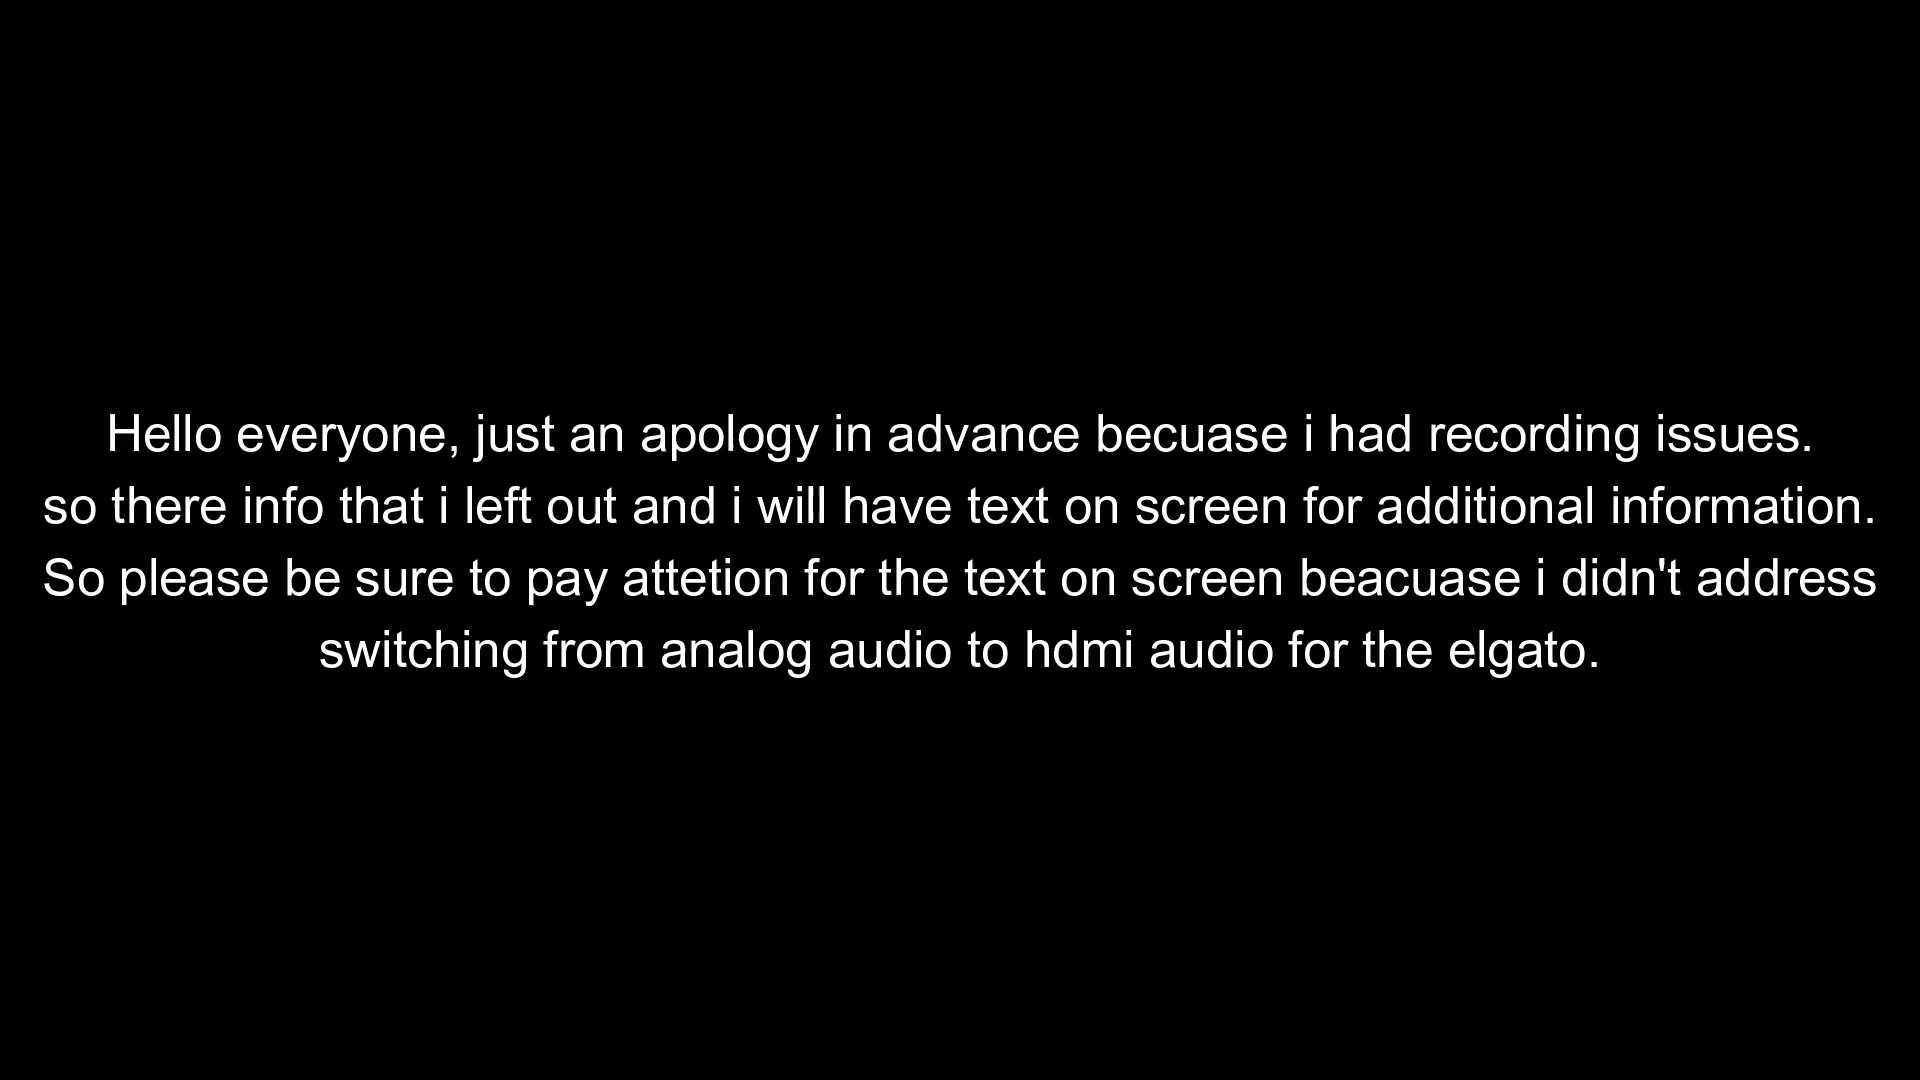 Hello everyone, just an apology in advance becuase i had recording issues.
so there info that i left out and i will have text on screen for additional information.
So please be sure to pay attetion for the text on screen beacuase i didn't address
switching from analog audio to hdmi audio for the elgato.